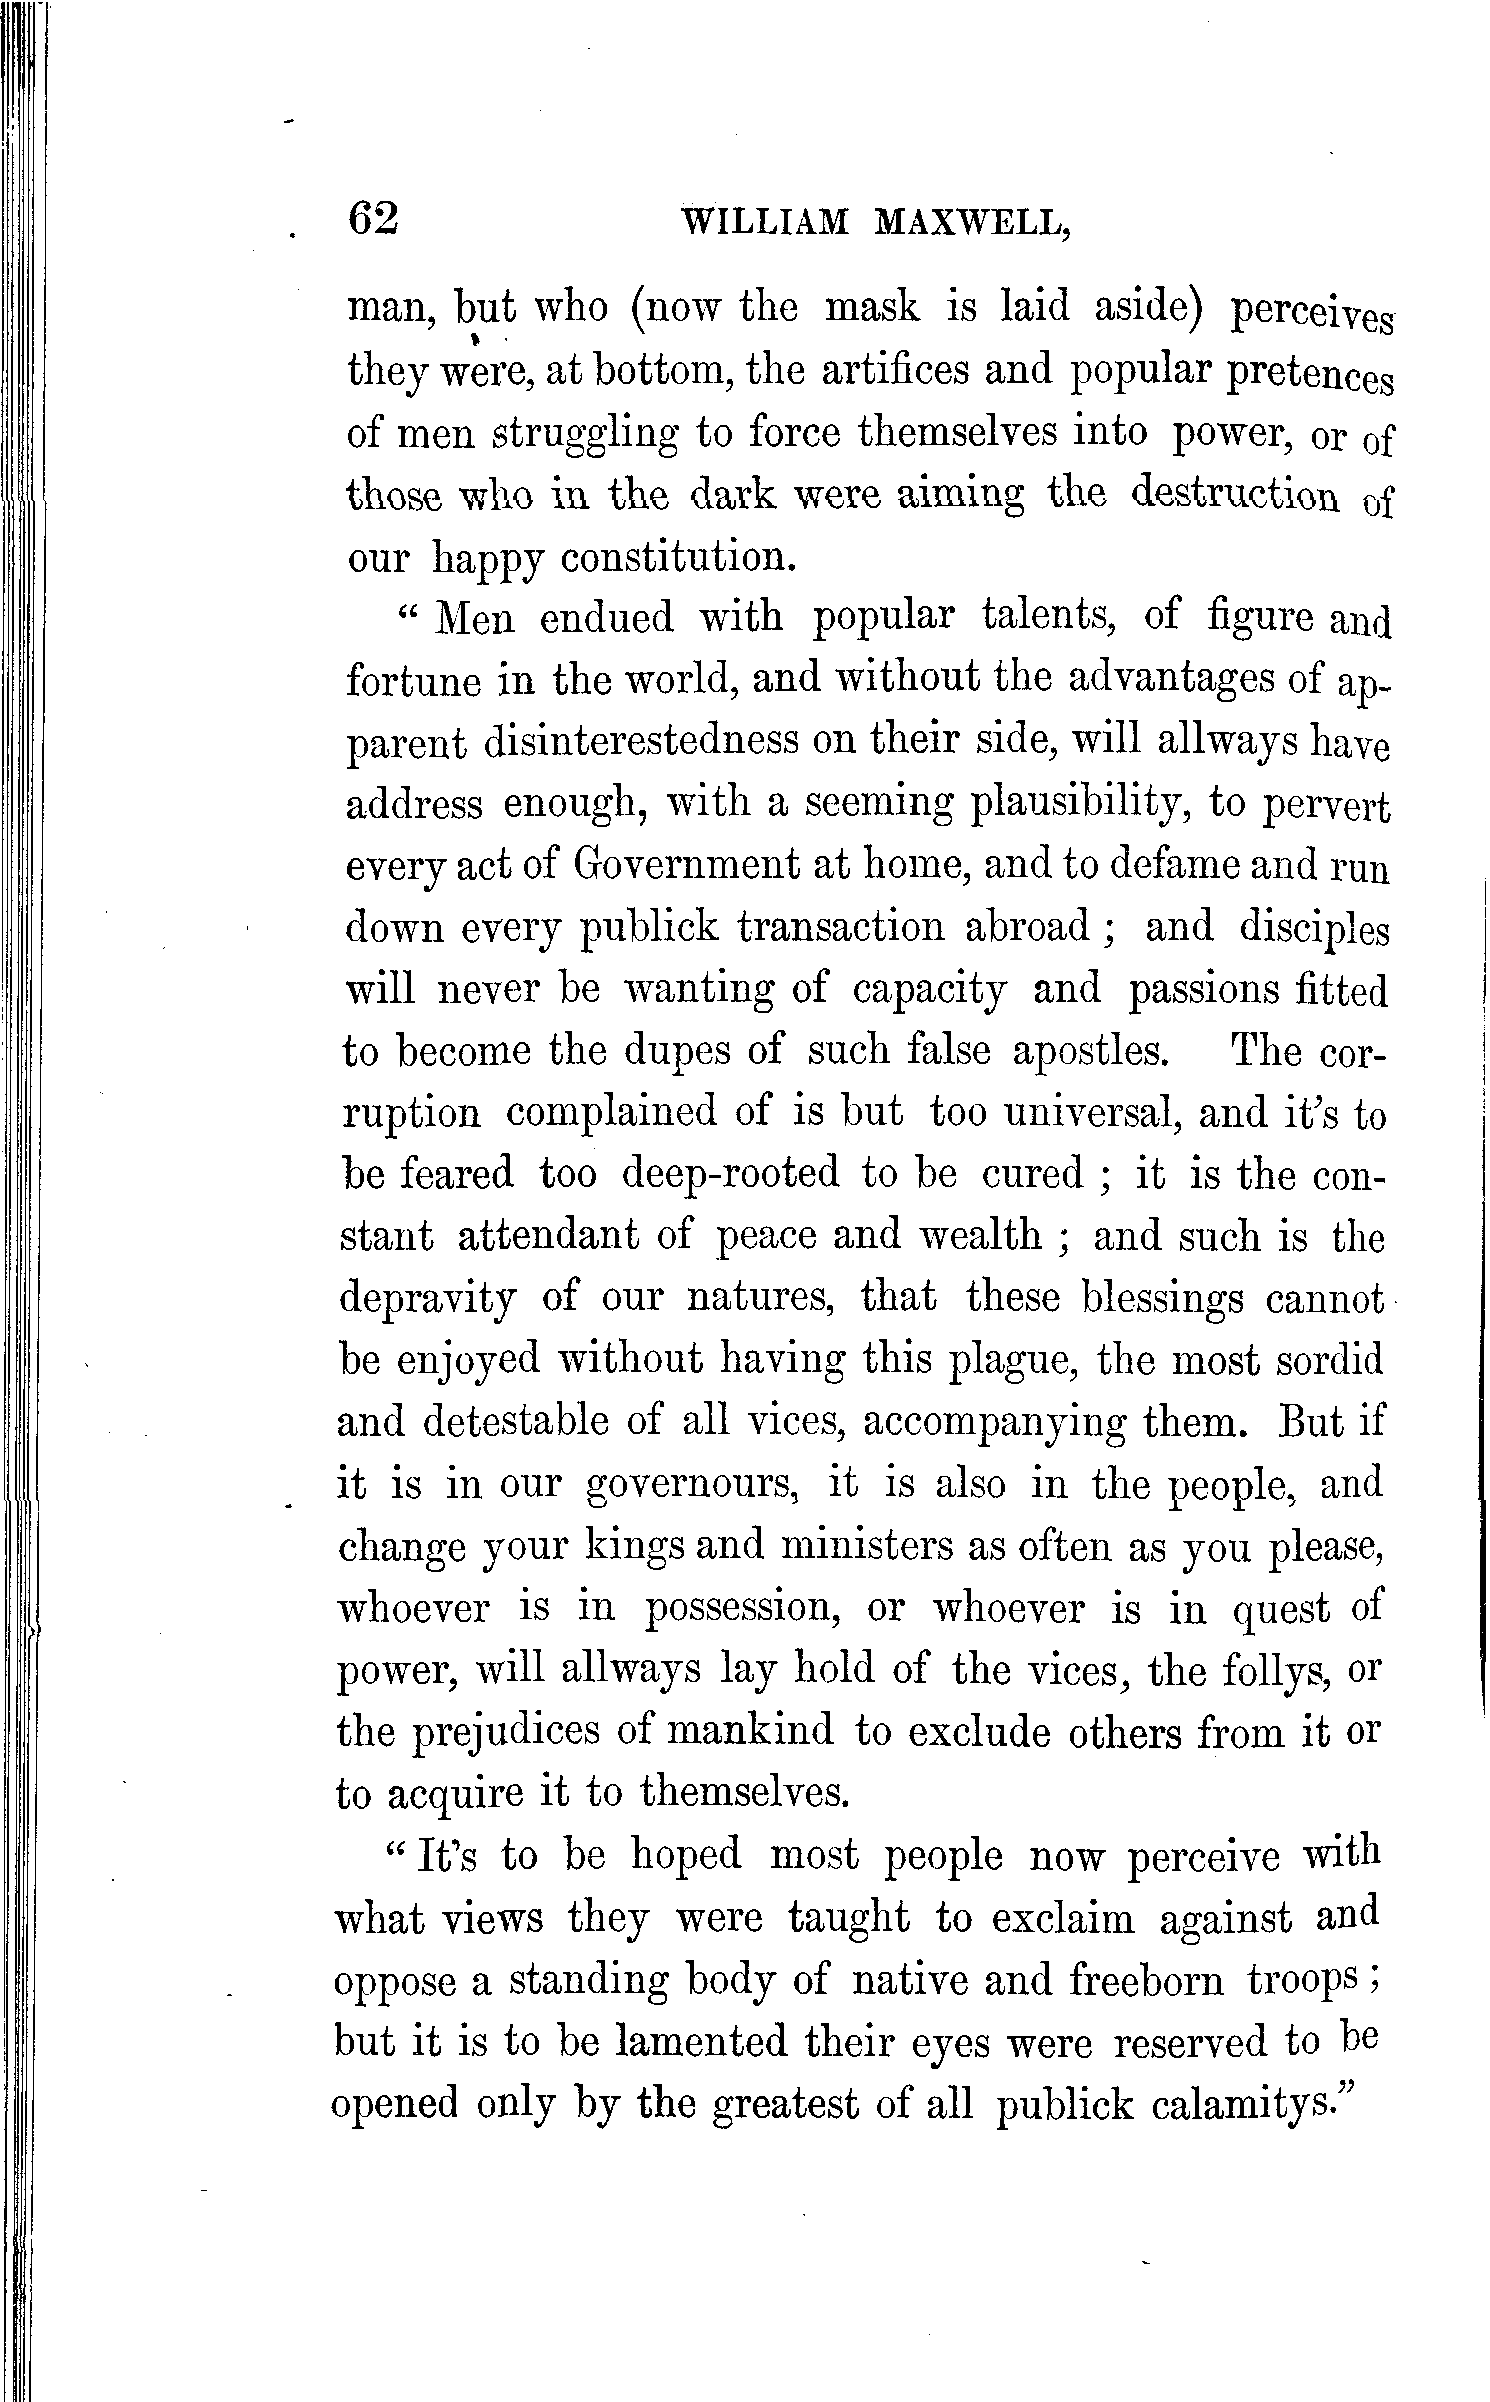 62 WILLIAM MAXWELL,
man, but who (now the mask is laid aside) perceives
they were, at bottom, the artifices and popular pretences
of men struggling to force themselves into power, or of
those who in the dark were aiming the destruction of
our happy constitution.
“ Men endued with popular talents, of figure and
fortune in the world, and without the advantages of ap-
parent disinterestedness on their side, will allways have
address enough, with a seeming plausibility, to pervert
every act of Government at home, and to defame and run
down every publick transaction abroad ; and disciples
will never be wanting of capacity and passions fitted
to become the dupes of such false apostles. The cor-
ruption complained of is but too universal, and it’s to
be feared too deep-rooted to be cured ; it is the con-
stant attendant of peace and wealth ; and such is the
depravity of our natures, that these blessings cannot
be enjoyed without having this plague, the most sordid
and detestable of all vices, accompanying them. But if
it is in our governours, it is also in the people, and
change your kings and ministers as often as you please,
whoever is in possession, or whoever is in quest of
power, will allways lay hold of the vices, the follys, or
the prejudices of mankind to exclude others from it or
to acquire it to themselves.
“ It’s to be hoped most people now perceive with
what views they were taught to exclaim against and
oppose a standing body of native and freeborn troops ;
but it is to be lamented their eyes were reserved to be
opened only by the greatest of all publick calamitys.”